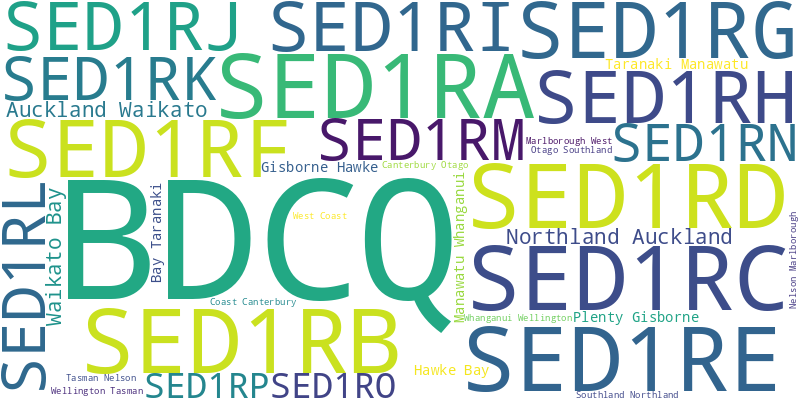 SED1RJ
SED1RI
SED1RG
SED1RK
SED1RA
Taranaki Manawatu
SED1RH
Auckland Waikato
SED1RF
SED1RM
Marlborough West
Otago Southland
SED1RN
Gisborne Hawke
Canterbury Otago
SED1RD
SED1RL
Waikato Bay
BDCQ
Bay Taranaki
West Coast
Manawatu Whanganui
Northland Auckland
Nelson Marlborough
SED1RC
Coast Canterbury
SED1RB
Whanganui Wellington
Plenty Gisborne
SED1RE
Hawke Bay
Tasman Nelson
Wellington Tasman
SED1RP
SED1RO
Southland Northland